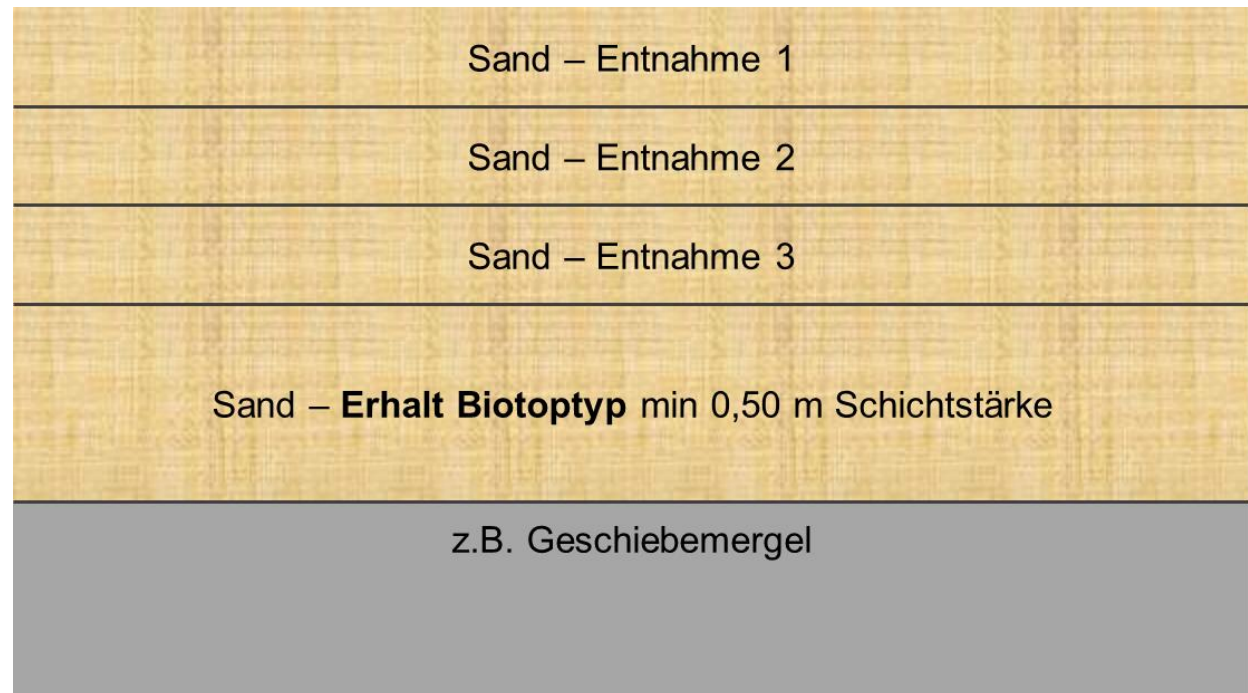 Sand – Entnahme 1
Sand – Entnahme 2
Sand – Entnahme 3
Sand – Erhalt Biotoptyp min 0,50 m Schichtstärke
z.B. Geschiebemergel